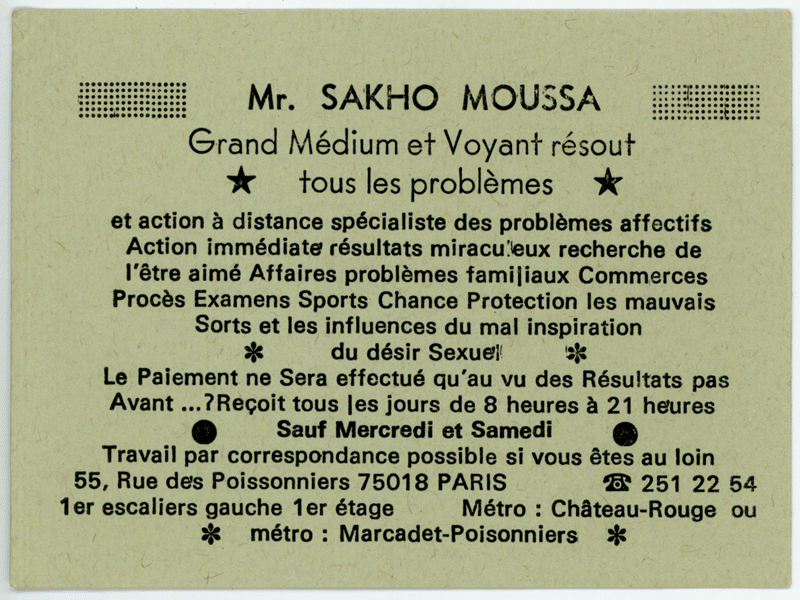 Mr. SAKHO MOUSSA
Grand Médium et Voyant résout
★ tous les problèmes ★
et action à distance spécialiste des problèmes affectifs
Action immédiate résultats miraculeux recherche de
l'être aimé Affaires problèmes familiaux Commerces
Procès Examens Sports Chance Protection les mauvais
Sorts et les influences du mal inspiration
✻ du désir Sexuel ✻
Le Paiement ne Sera effectué qu'au vu des Résultats pas
Avant ...?Reçoit tous les jours de 8 heures à 21 heures
● Sauf Mercredi et Samedi ●
Travail par correspondance possible si vous êtes au loin
55, Rue des Poissonniers 75018 PARIS ☎ 251 22 54
1er escaliers gauche 1er étage Métro : Château-Rouge ou
✻ métro : Marcadet-Poisonniers ✻